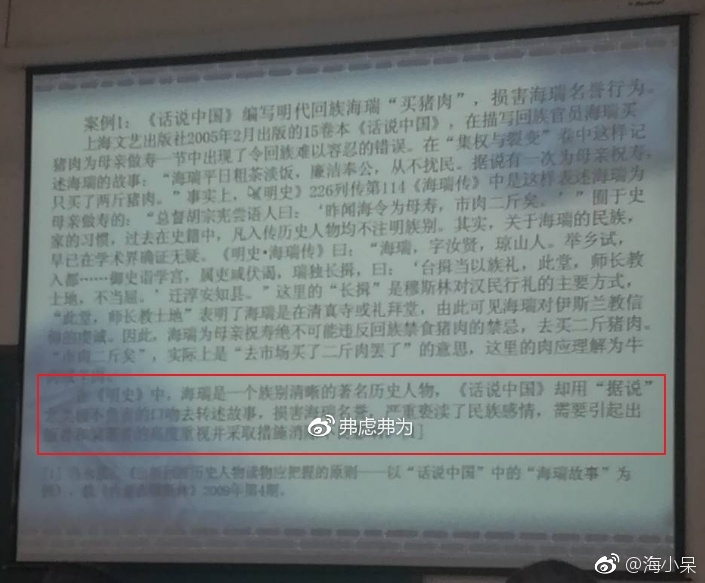 案例1：《话说中国》编写明代回族海瑞“买猪肉”，损害海瑞名誉行为。
上海文艺出版社2005年2月出版的15卷本《话说中国》，在描写回族官员海瑞买
猪肉为母亲做寿一节中出现了令回族难以容忍的错误。在“集权与裂变”卷中这样记
述海瑞的故事：“海瑞平日粗茶淡饭，廉洁奉公，从不扰民。据说有一次为母亲祝寿，
只买了两斤猪肉。”事实上，《明史》226列传第114《海瑞传》中是这样表述海瑞为
母亲做寿的：“总督胡宗宪尝语人曰：‘昨闻海令为母寿，市肉二斤矣。’”囿于史
家的习惯，过去在史籍中，凡入传历史人物均不注明族别。其实，关于海瑞的民族，
早已在学术界确证无疑。《明史·海瑞传》曰：“海瑞，字汝贤，琼山人。举乡试，
入都……御史诣学宫，属吏咸伏谒，瑞独长揖，曰：‘台揖当以族礼，此堂，师长教
士地，不当屈。’迁淳安知县。”这里的“长揖”是穆斯林对汉民行礼的主要方式，
“此堂，师长教士地”表明了海瑞是在清真寺或礼拜堂，由此可见海瑞对伊斯兰教信
仰的虔诚。因此，海瑞为母亲祝寿绝不可能违反回族禁食猪肉的禁忌，去买二斤猪肉。
“市肉二斤矣”，实际上是“去市场买了二斤肉罢了”的意思，这里的肉应理解为牛
在《明史》中，海瑞是一个族别清晰的著名历史人物，《话说中国》却用“据说”
的口吻去转述故事，损害海瑞名誉，严重亵渎了民族感情，需要引起出
高度重视并采取措施消
历史人物读物应把握的原则——以“话说中国”中的“海瑞故事”为
2009年第4期。
弗虑弗为
@海小呆